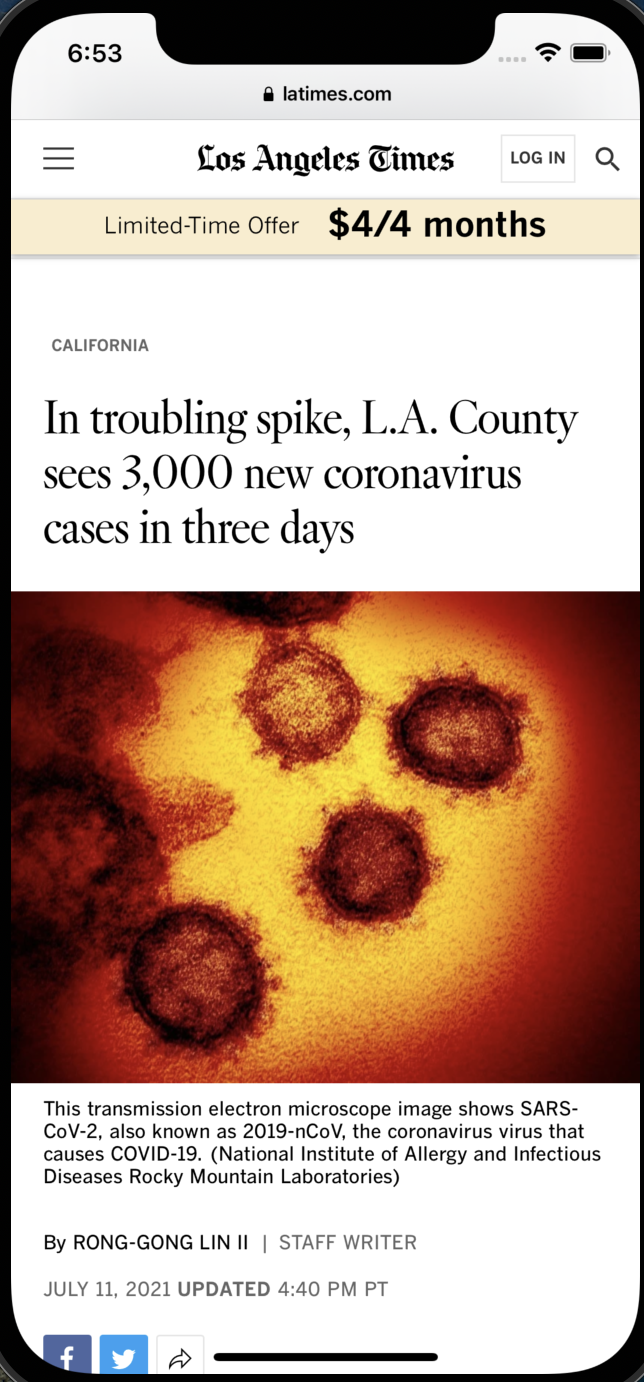 6:53
latimes.com
Los Angeles Times
LOG IN
Limited-Time Offer $4/4 months
CALIFORNIA
In troubling spike, L.A. County
sees 3,000 new coronavirus
cases in three days
This transmission electron microscope image shows SARS-
CoV-2, also known as 2019-nCoV, the coronavirus virus that
causes COVID-19. (National Institute of Allergy and Infectious
Diseases Rocky Mountain Laboratories)
By RONG-GONG LIN II | STAFF WRITER
JULY 11, 2021 UPDATED 4:40 PM PT